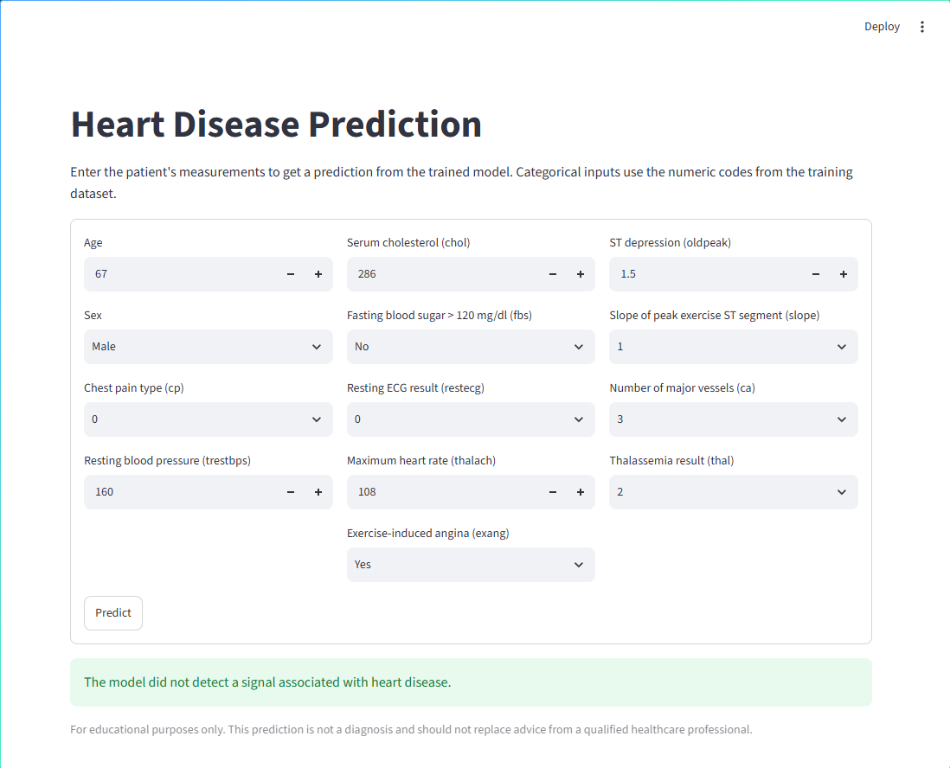 Deploy
Heart Disease Prediction
Enter the patient's measurements to get a prediction from the trained model. Categorical inputs use the numeric codes from the training
dataset.
Age
67
Sex
Male
Chest pain type (cp)
0
Resting blood pressure (trestbps)
160
Serum cholesterol (chol)
286
Fasting blood sugar > 120 mg/dl (fbs)
No
Resting ECG result (restecg)
0
Maximum heart rate (thalach)
108
Exercise-induced angina (exang)
Yes
ST depression (oldpeak)
1.5
Slope of peak exercise ST segment (slope)
1
Number of major vessels (ca)
3
Thalassemia result (thal)
2
Predict
The model did not detect a signal associated with heart disease.
For educational purposes only. This prediction is not a diagnosis and should not replace advice from a qualified healthcare professional.